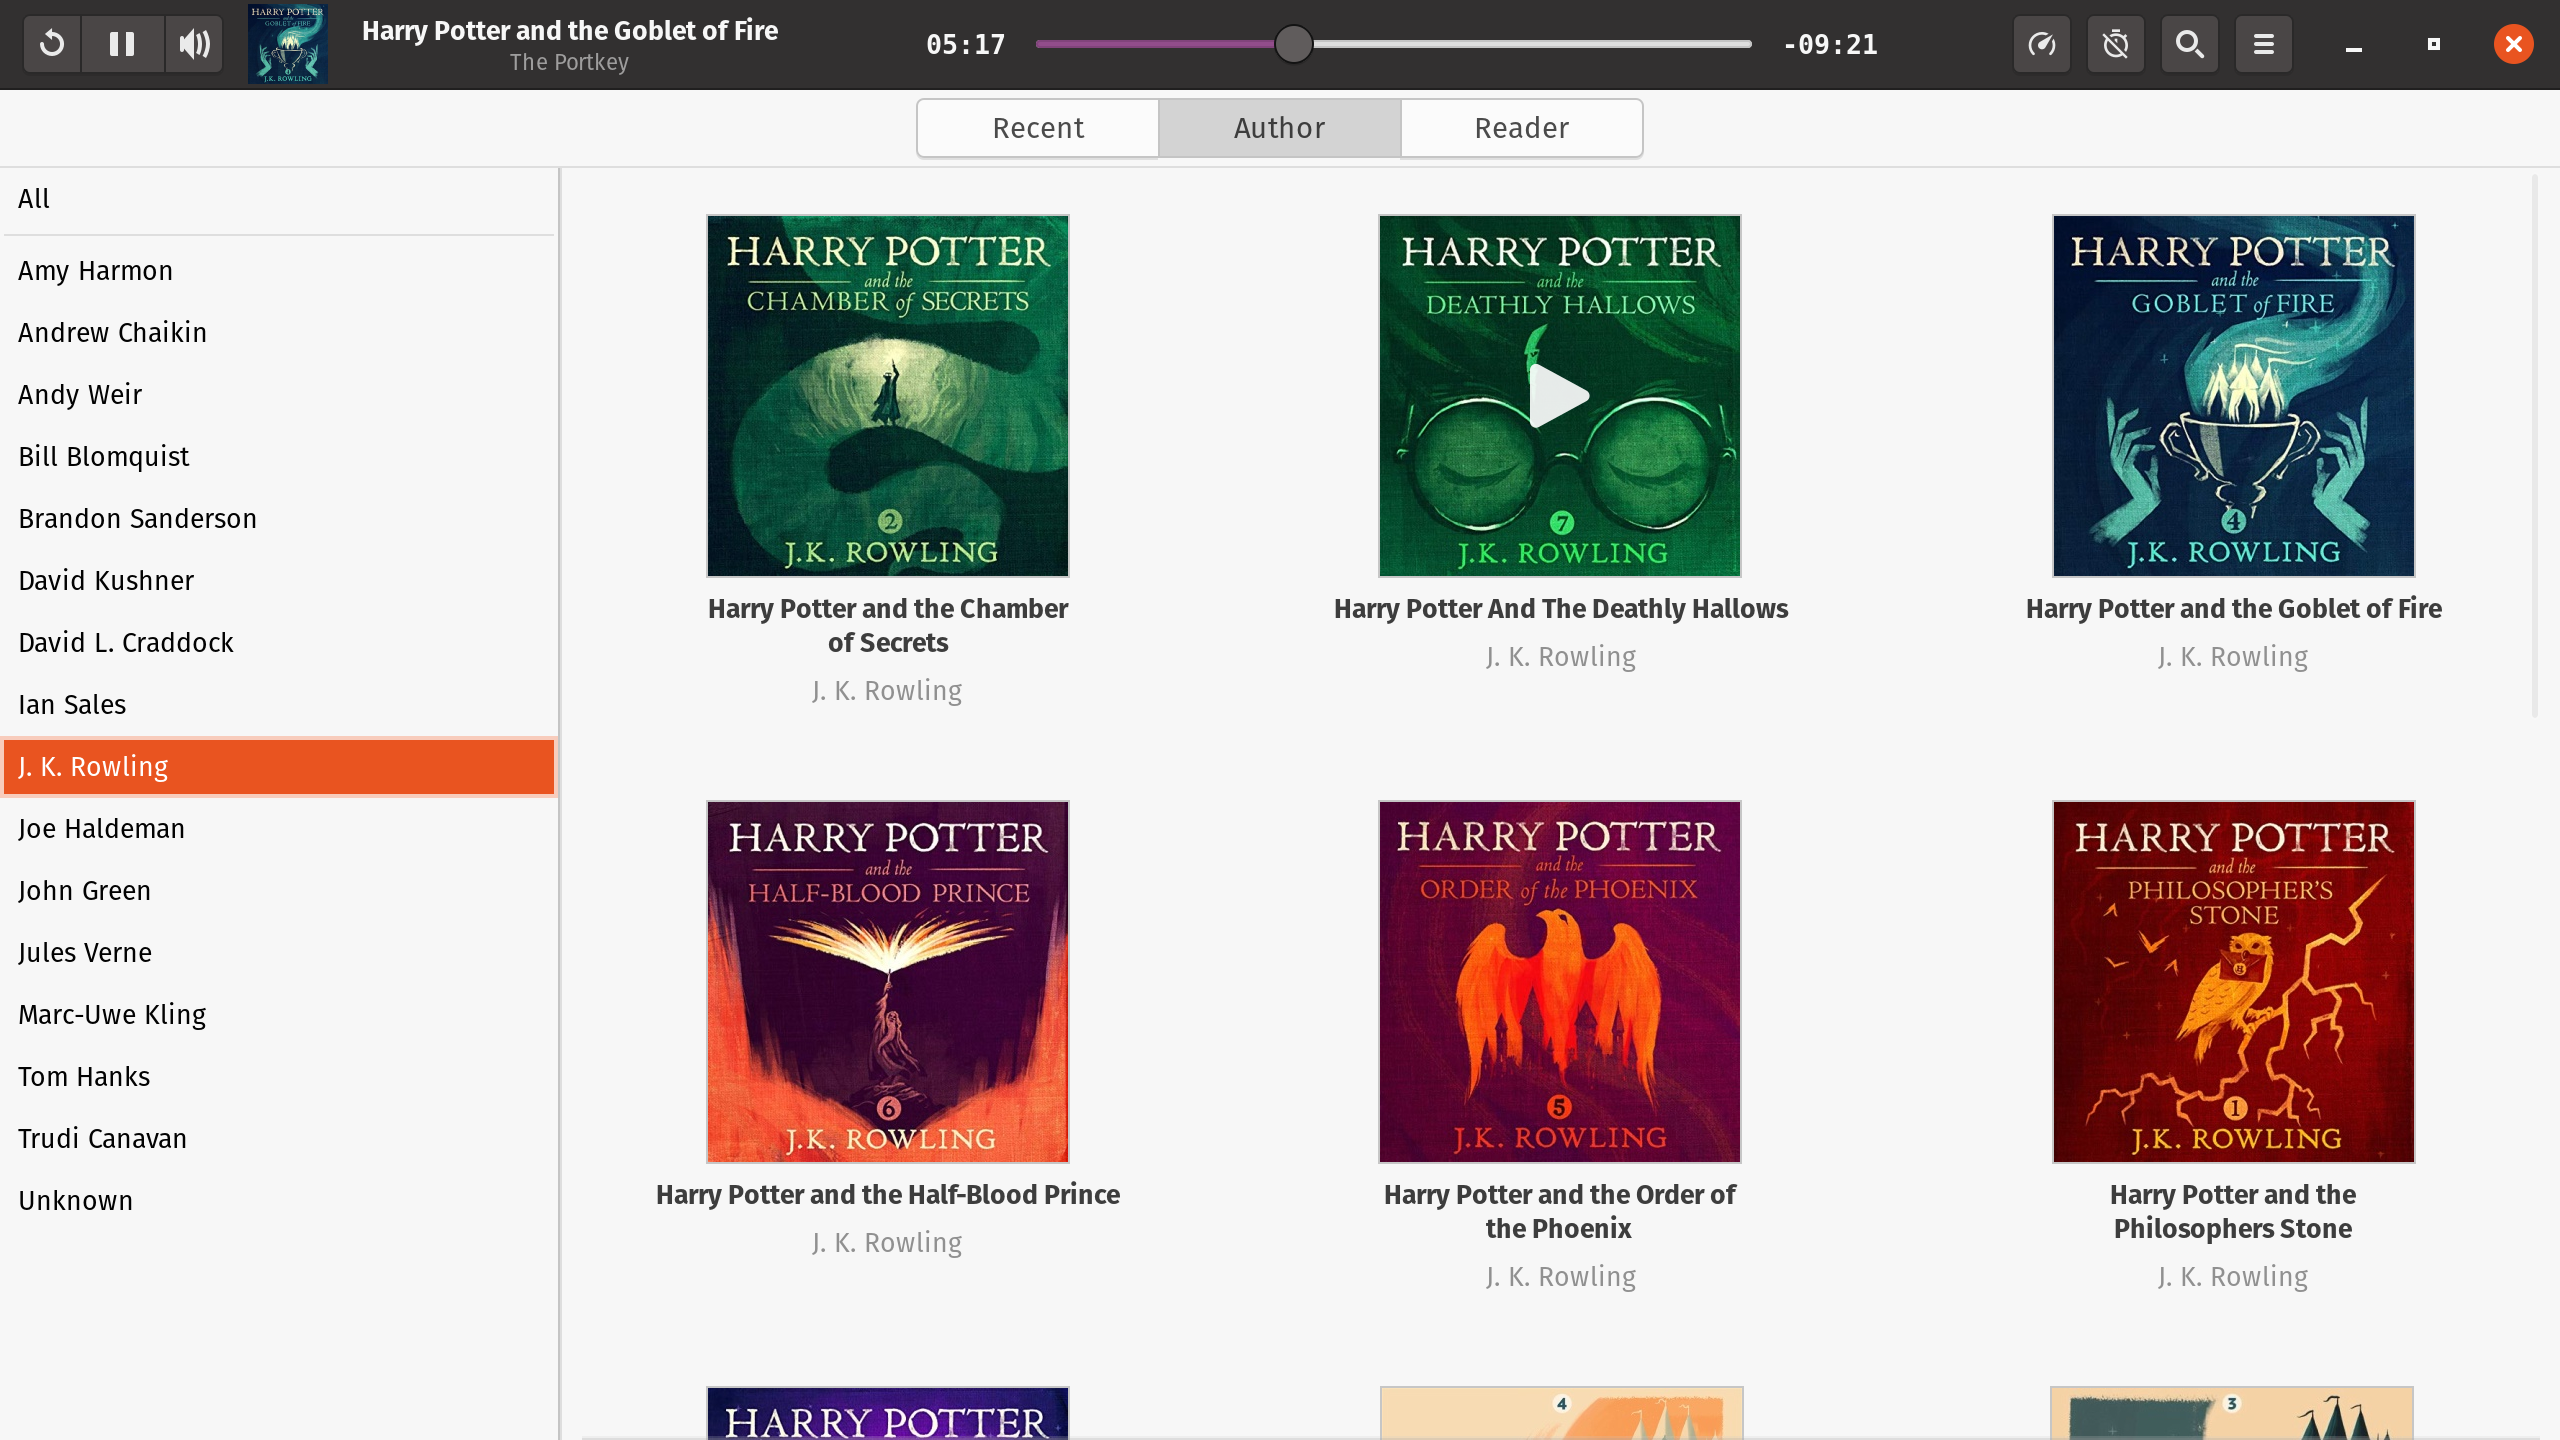 Harry Potter and the Goblet of Fire
The Portkey
05:17
-09:21
HARRY POTTER
and the
GOBLET of FIRE
J.K. ROWLING
Recent
Author
Reader
All
Amy Harmon
Andrew Chaikin
Andy Weir
Bill Blomquist
Brandon Sanderson
David Kushner
David L. Craddock
Ian Sales
J. K. Rowling
Joe Haldeman
John Green
Jules Verne
Marc-Uwe Kling
Tom Hanks
Trudi Canavan
Unknown
HARRY POTTER
and the
CHAMBER of SECRETS
2
J.K. ROWLING
Harry Potter and the Chamber
of Secrets
J. K. Rowling
HARRY POTTER
and the
DEATHLY HALLOWS
7
J.K. ROWLING
Harry Potter And The Deathly Hallows
J. K. Rowling
HARRY POTTER
and the
GOBLET of FIRE
4
J.K. ROWLING
Harry Potter and the Goblet of Fire
J. K. Rowling
HARRY POTTER
and the
HALF-BLOOD PRINCE
6
J.K. ROWLING
Harry Potter and the Half-Blood Prince
J. K. Rowling
HARRY POTTER
and the
ORDER of the PHOENIX
5
J.K. ROWLING
Harry Potter and the Order of
the Phoenix
J. K. Rowling
HARRY POTTER
and the
PHILOSOPHER'S
STONE
1
J.K. ROWLING
Harry Potter and the
Philosophers Stone
J. K. Rowling
HARRY POTTER
4
3